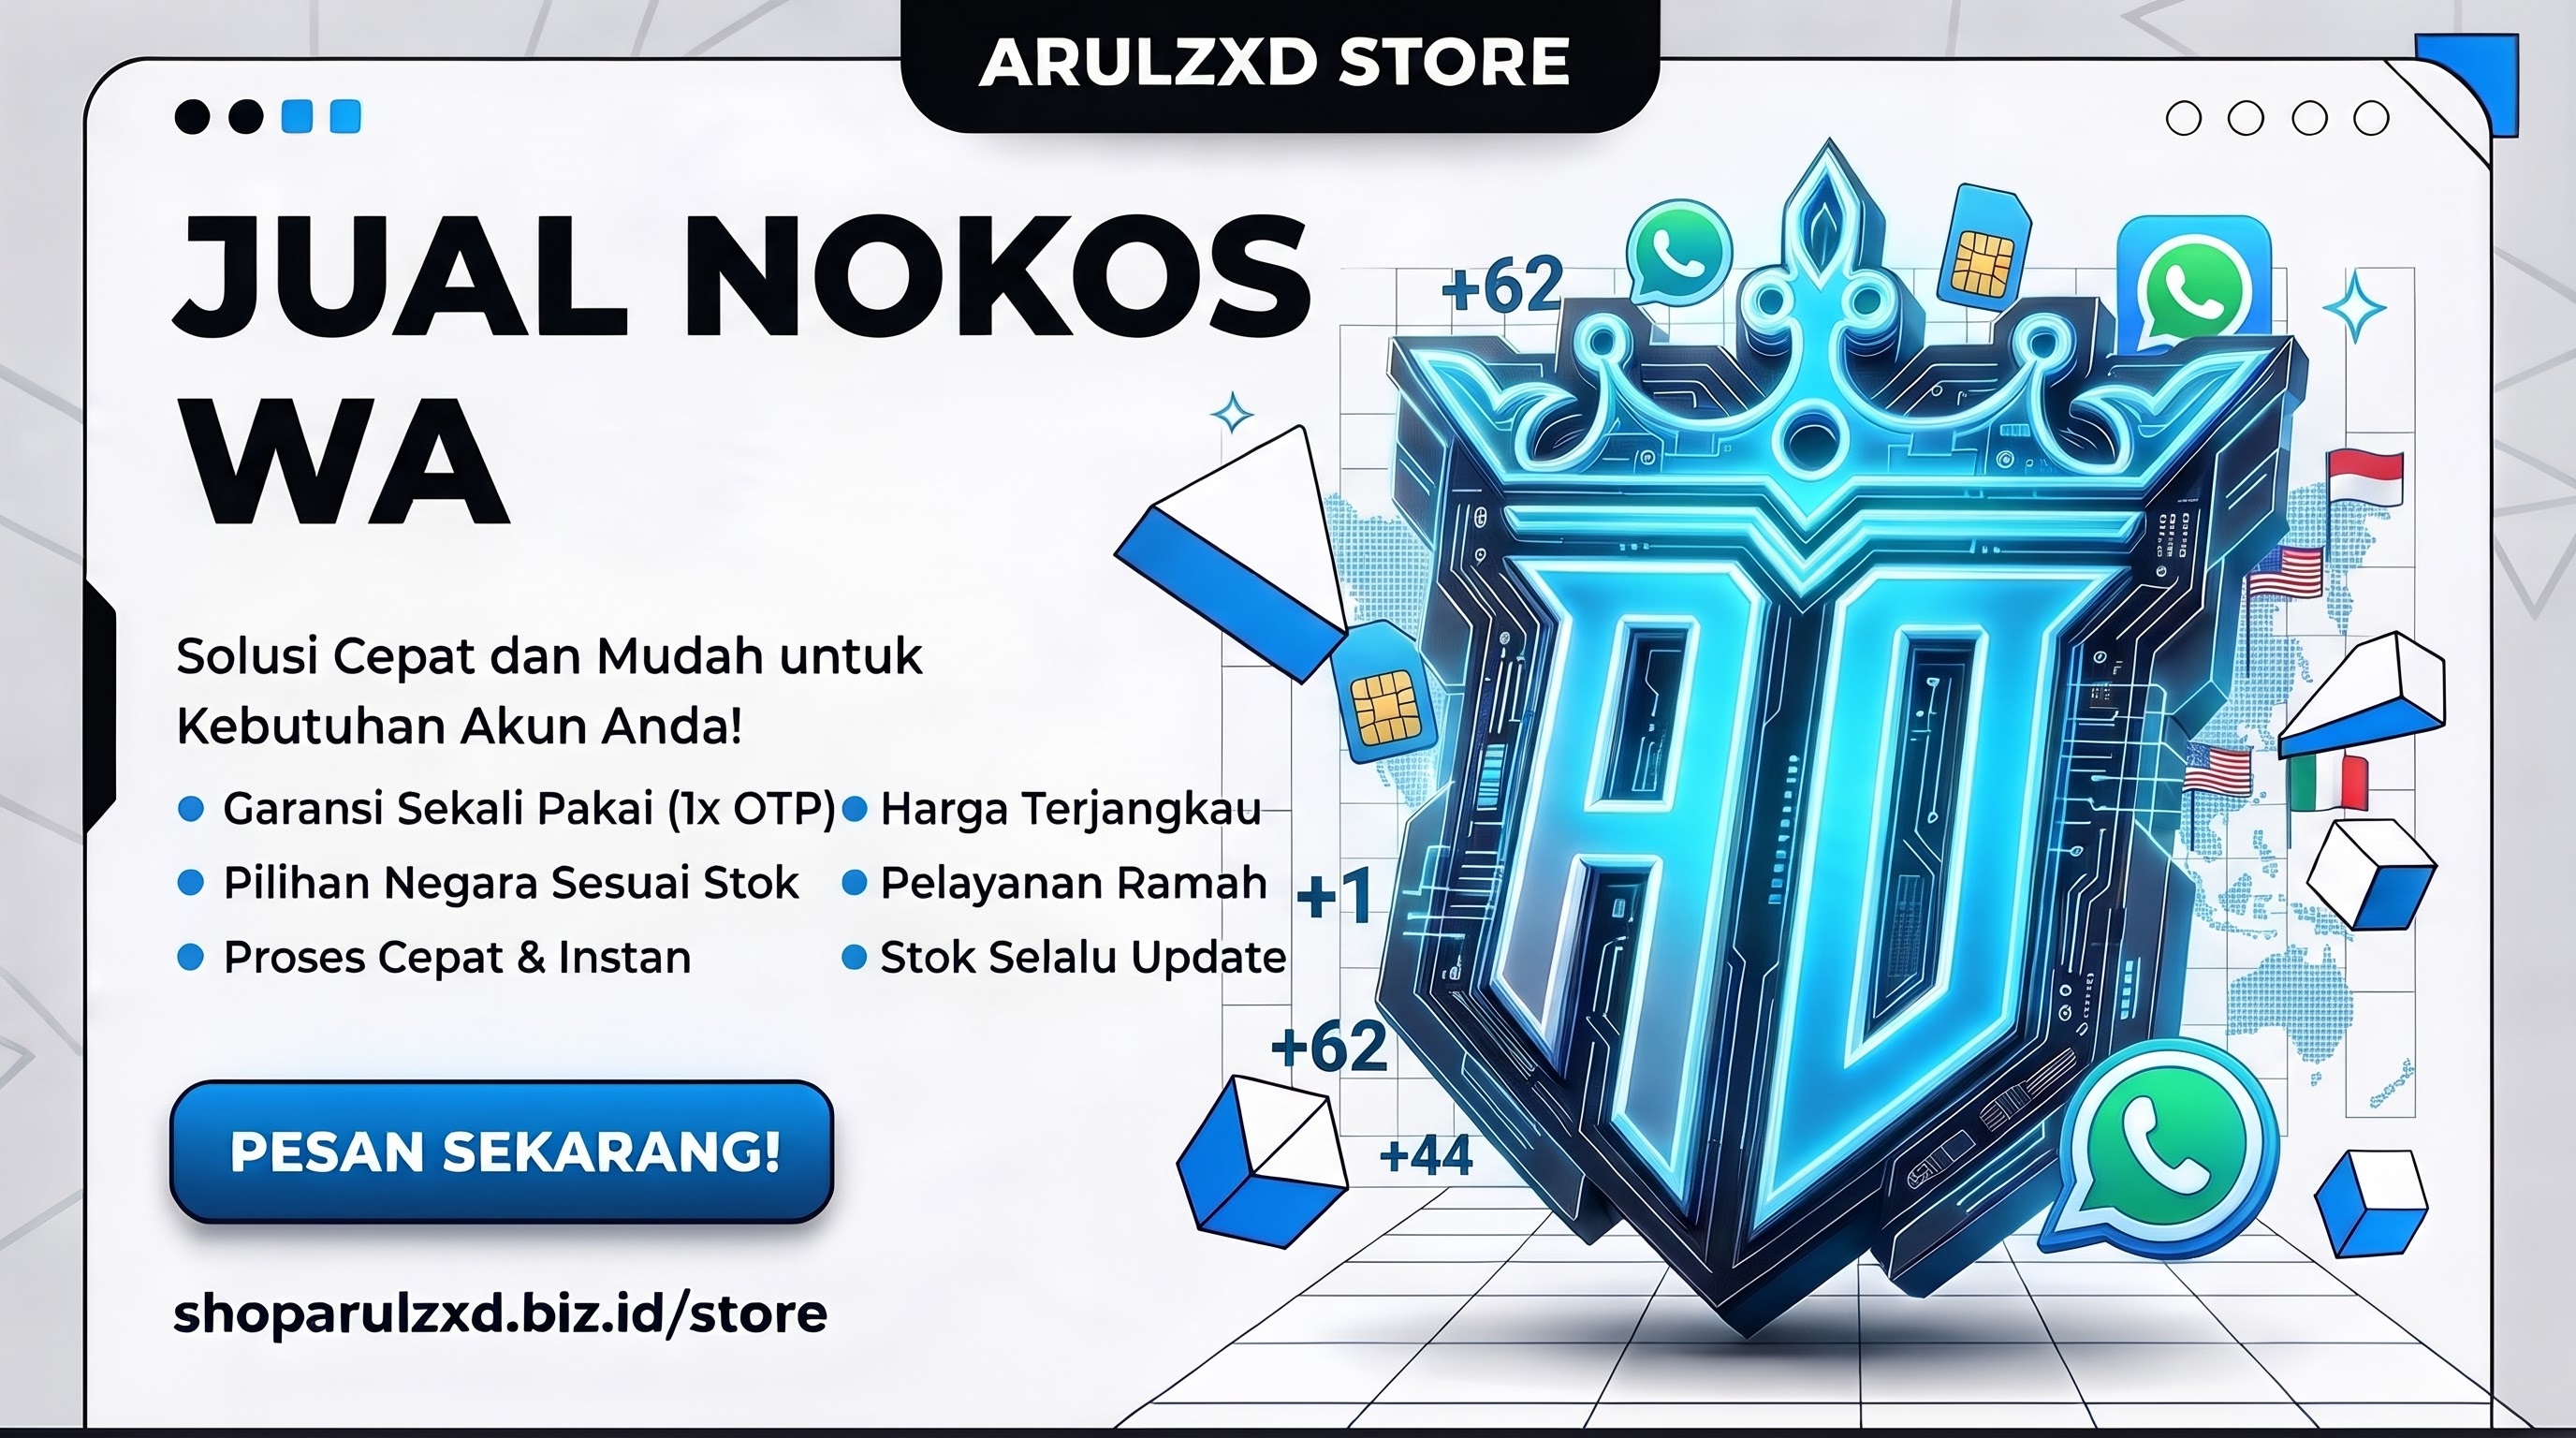 ARULZXD STORE
JUAL NOKOS
WA
Solusi Cepat dan Mudah untuk
Kebutuhan Akun Anda!
Garansi Sekali Pakai (1x OTP)
Pilihan Negara Sesuai Stok
Proses Cepat & Instan
Harga Terjangkau
Pelayanan Ramah
Stok Selalu Update
PESAN SEKARANG!
shoparulzxd.biz.id/store
+62
+1
+62
+44
AD